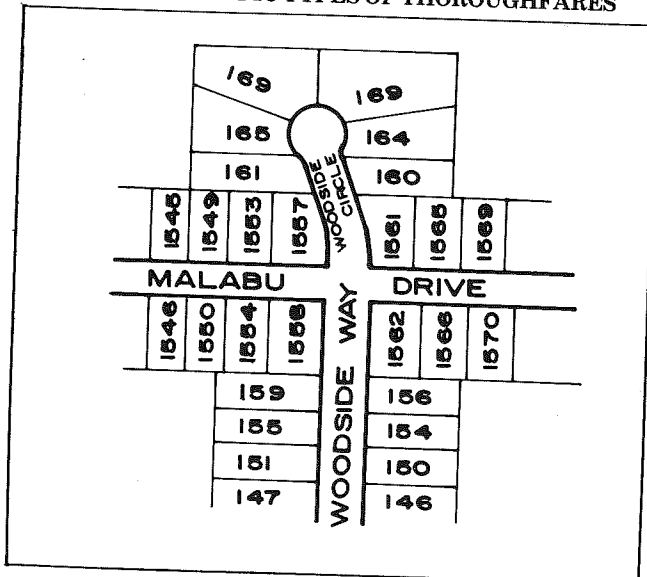 TYPES OF THOROUGHFARES
169 169
165 164
161 160
WOODSIDE
CIRCLE
1545 1549 1553 1557 1561 1565 1569
MALABU DRIVE
1546 1550 1554 1558 1562 1566 1570
WOODSIDE WAY
159 156
155 154
151 150
147 146